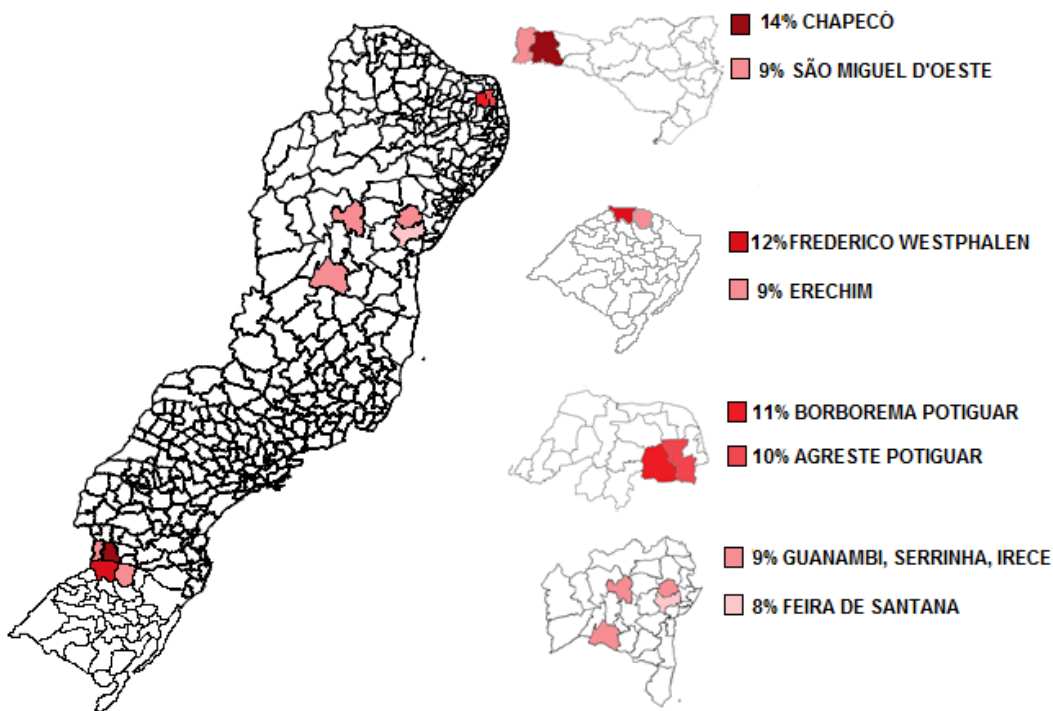 14% CHAPECÓ
9% SÃO MIGUEL D'OESTE
12% FREDERICO WESTPHALEN
9% ERECHIM
11% BORBOREMA POTIGUAR
10% AGRESTE POTIGUAR
9% GUANAMBI, SERRINHA, IRECE
8% FEIRA DE SANTANA